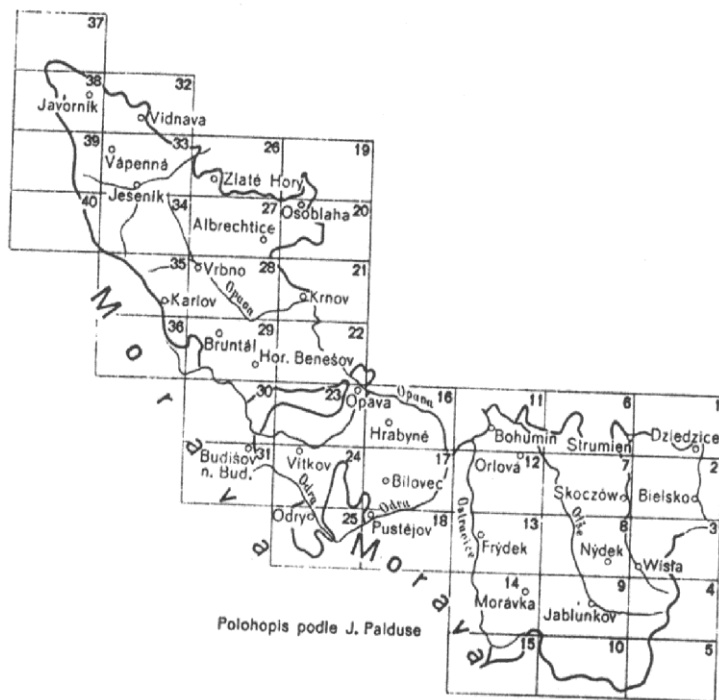 37
38
32
Javorník
Vidnava
39
33
26
19
Vápenná
Zlaté Hory
Jeseník
40
34
27
20
Osoblaha
Albrechtice
35
28
21
Vrbno
Opava
Karlov
Krnov
36
29
22
Bruntál
Hor. Benešov
30
23
16
11
6
1
Opava
Opava
Hrabyně
Bohumín
Strumień
Dziedzice
Budišov
n. Bud.
31
Vítkov
24
17
Orlová
12
7
2
Bílovec
Skoczów
Bielsko
Odra
Odry
25
Odra
18
13
8
3
Pustějov
Ostravice
Olše
Frýdek
Nýdek
Wisła
14
9
4
Morávka
Jablunkov
15
10
5
Morava
Morava
Polohopis podle J. Palduse